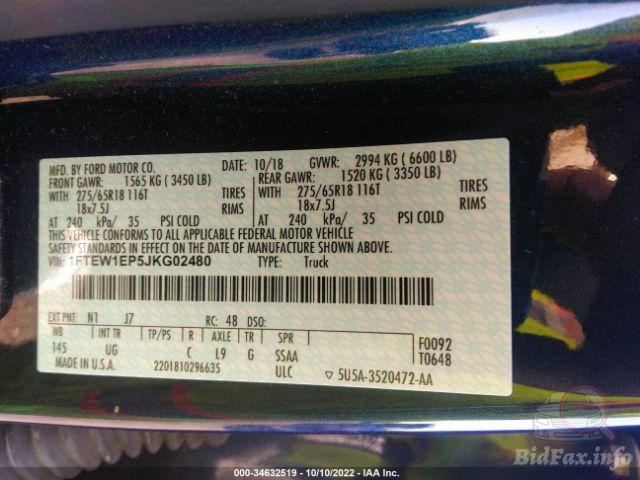 MFD. BY FORD MOTOR CO.
DATE: 10/18 GVWR: 2994 KG ( 6600 LB)
FRONT GAWR: 1565 KG ( 3450 LB)
REAR GAWR: 1520 KG ( 3350 LB)
WITH 275/65R18 116T TIRES
WITH 275/65R18 116T TIRES
18x7.5J RIMS
18x7.5J RIMS
AT 240 kPa/ 35 PSI COLD
AT 240 kPa/ 35 PSI COLD
THIS VEHICLE CONFORMS TO ALL APPLICABLE FEDERAL MOTOR VEHICLE
SAFETY STANDARDS IN EFFECT ON THE DATE OF MANUFACTURE SHOWN ABOVE.
VIN: 1FTEW1EP5JKG02480 TYPE: Truck
EXT PNT: N1 J7 RC: 48 DSO:
WB INT TR TP/PS R AXLE TR SPR
145 UG C L9 G SSAA
F0092
T0648
MADE IN U.S.A. 2201810296635 ULC ▽ 5U5A-3520472-AA
000-34632519 - 10/10/2022 - IAA Inc.
BidFax.info